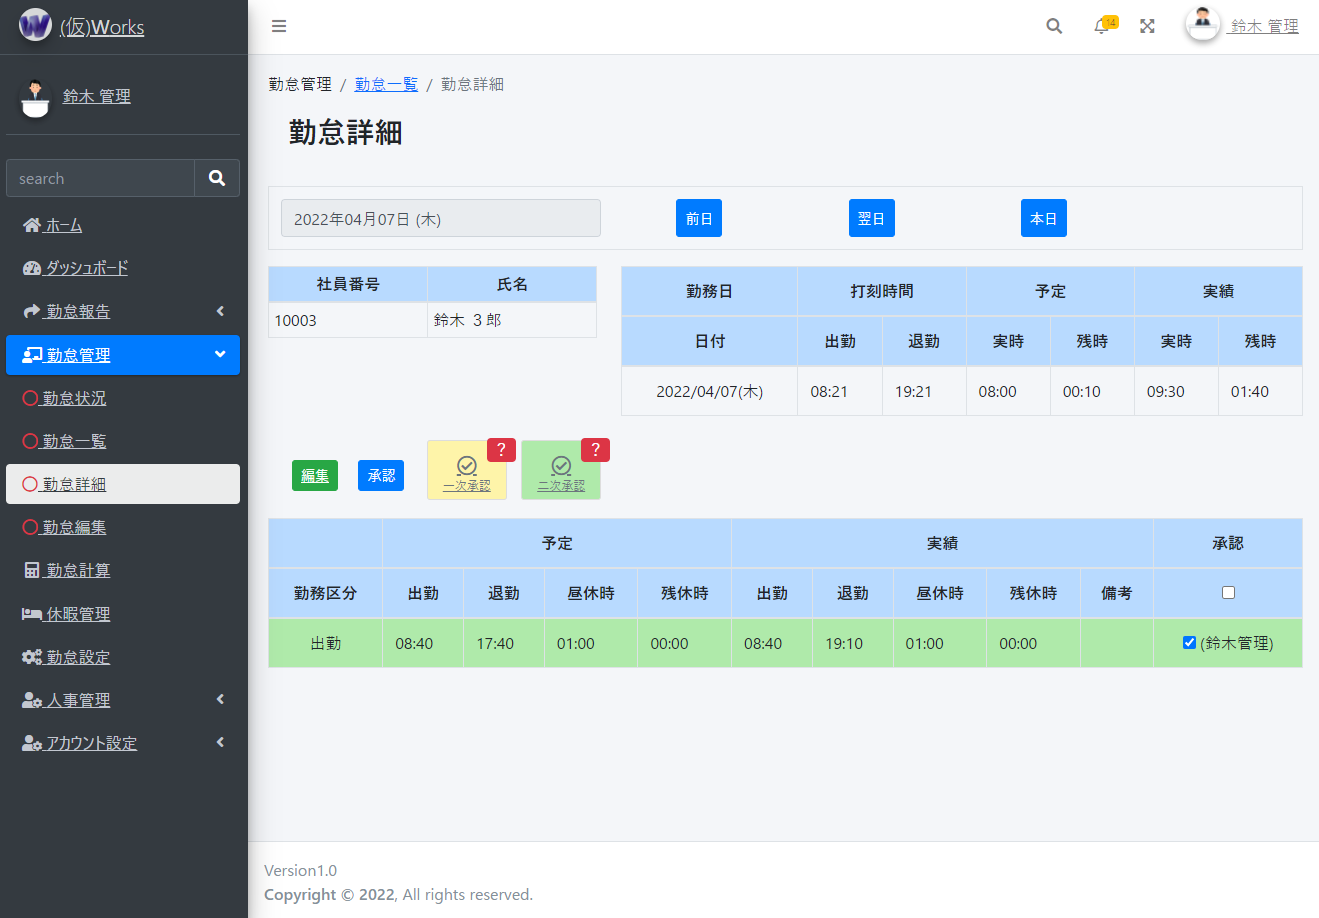 (仮)Works
鈴木 管理
search
ホーム
ダッシュボード
勤怠報告
勤怠管理
勤怠状況
勤怠一覧
勤怠詳細
勤怠編集
勤怠計算
休暇管理
勤怠設定
人事管理
アカウント設定
14
鈴木 管理
勤怠管理 / 勤怠一覧 / 勤怠詳細
勤怠詳細
2022年04月07日 (木) 前日 翌日 本日
社員番号 氏名
10003 鈴木 ３郎
勤務日 打刻時間 予定 実績
日付 出勤 退勤 実時 残時 実時 残時
2022/04/07(木) 08:21 19:21 08:00 00:10 09:30 01:40
編集 承認 一次承認 ? 二次承認 ?
予定 実績 承認
勤務区分 出勤 退勤 昼休時 残休時 出勤 退勤 昼休時 残休時 備考
出勤 08:40 17:40 01:00 00:00 08:40 19:10 01:00 00:00 (鈴木管理)
Version1.0
Copyright © 2022, All rights reserved.